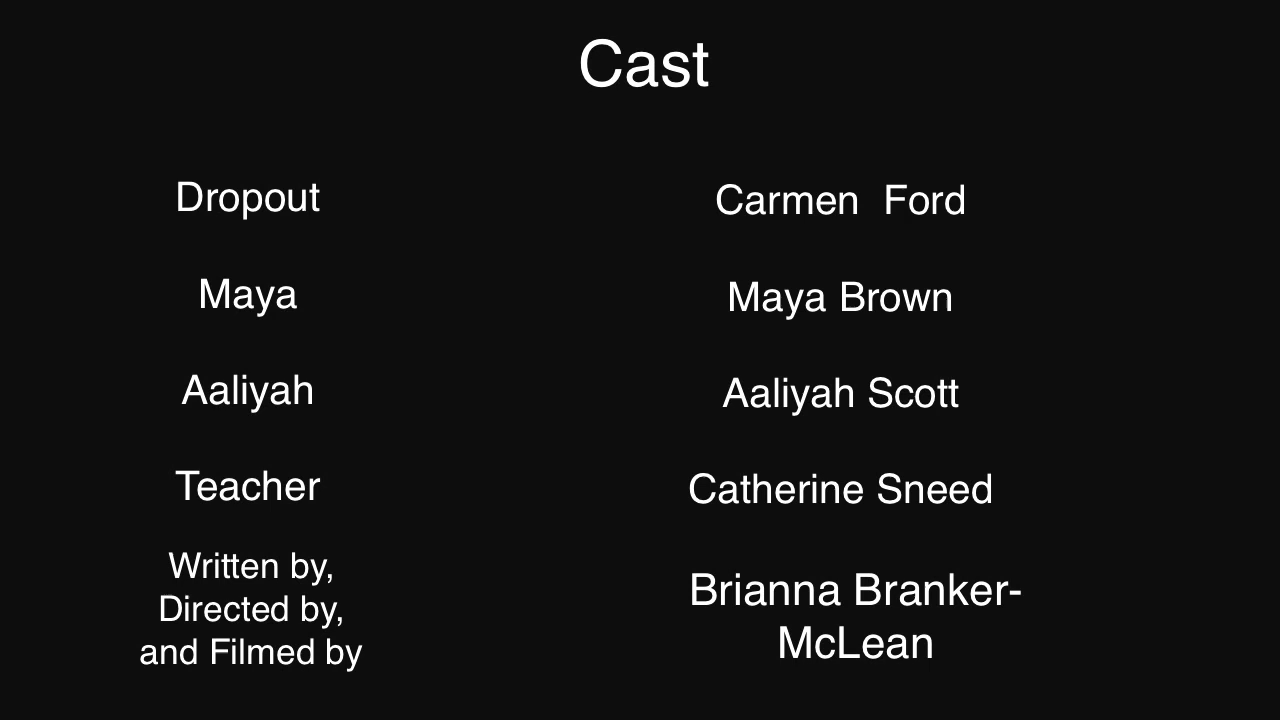 Cast
Dropout Carmen Ford
Maya Maya Brown
Aaliyah Aaliyah Scott
Teacher Catherine Sneed
Written by,
Directed by,
and Filmed by
Brianna Branker-
McLean